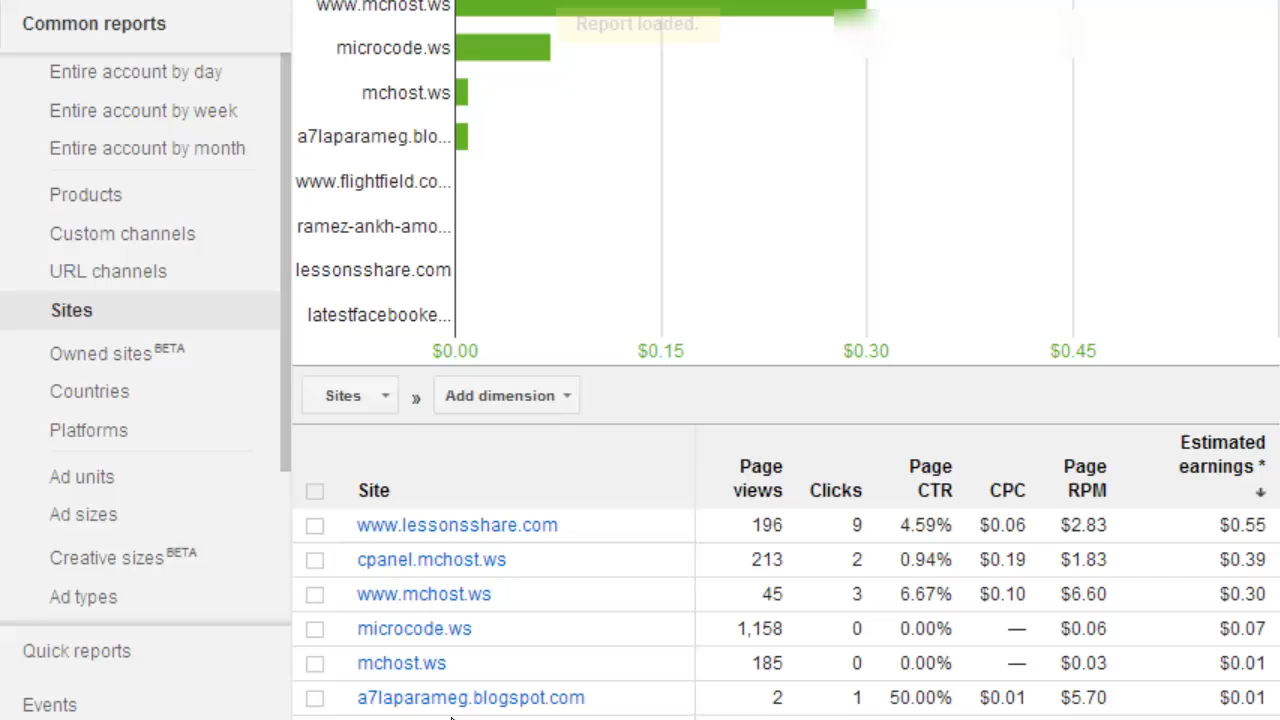 Common reports
Entire account by day
Entire account by week
Entire account by month
Products
Custom channels
URL channels
Sites
Owned sites BETA
Countries
Platforms
Ad units
Ad sizes
Creative sizes BETA
Ad types
Quick reports
Events
www.mchost.ws
Report loaded.
microcode.ws
mchost.ws
a7laparameg.blo...
www.flightfield.co...
ramez-ankh-amo...
lessonsshare.com
latestfacebooke...
$0.00 $0.15 $0.30 $0.45
Sites » Add dimension
Site Page views Clicks Page CTR CPC Page RPM Estimated earnings *
www.lessonsshare.com 196 9 4.59% $0.06 $2.83 $0.55
cpanel.mchost.ws 213 2 0.94% $0.19 $1.83 $0.39
www.mchost.ws 45 3 6.67% $0.10 $6.60 $0.30
microcode.ws 1,158 0 0.00% — $0.06 $0.07
mchost.ws 185 0 0.00% — $0.03 $0.01
a7laparameg.blogspot.com 2 1 50.00% $0.01 $5.70 $0.01